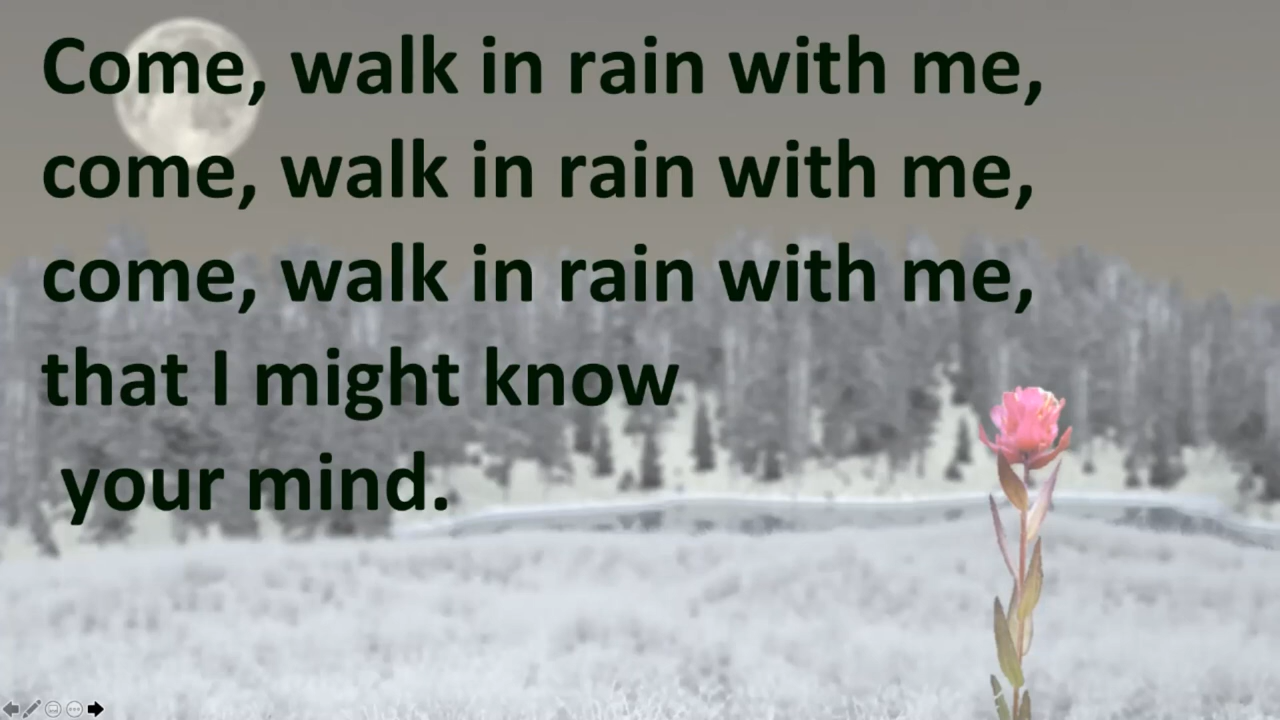 Come, walk in rain with me,
come, walk in rain with me,
come, walk in rain with me,
that I might know
your mind.